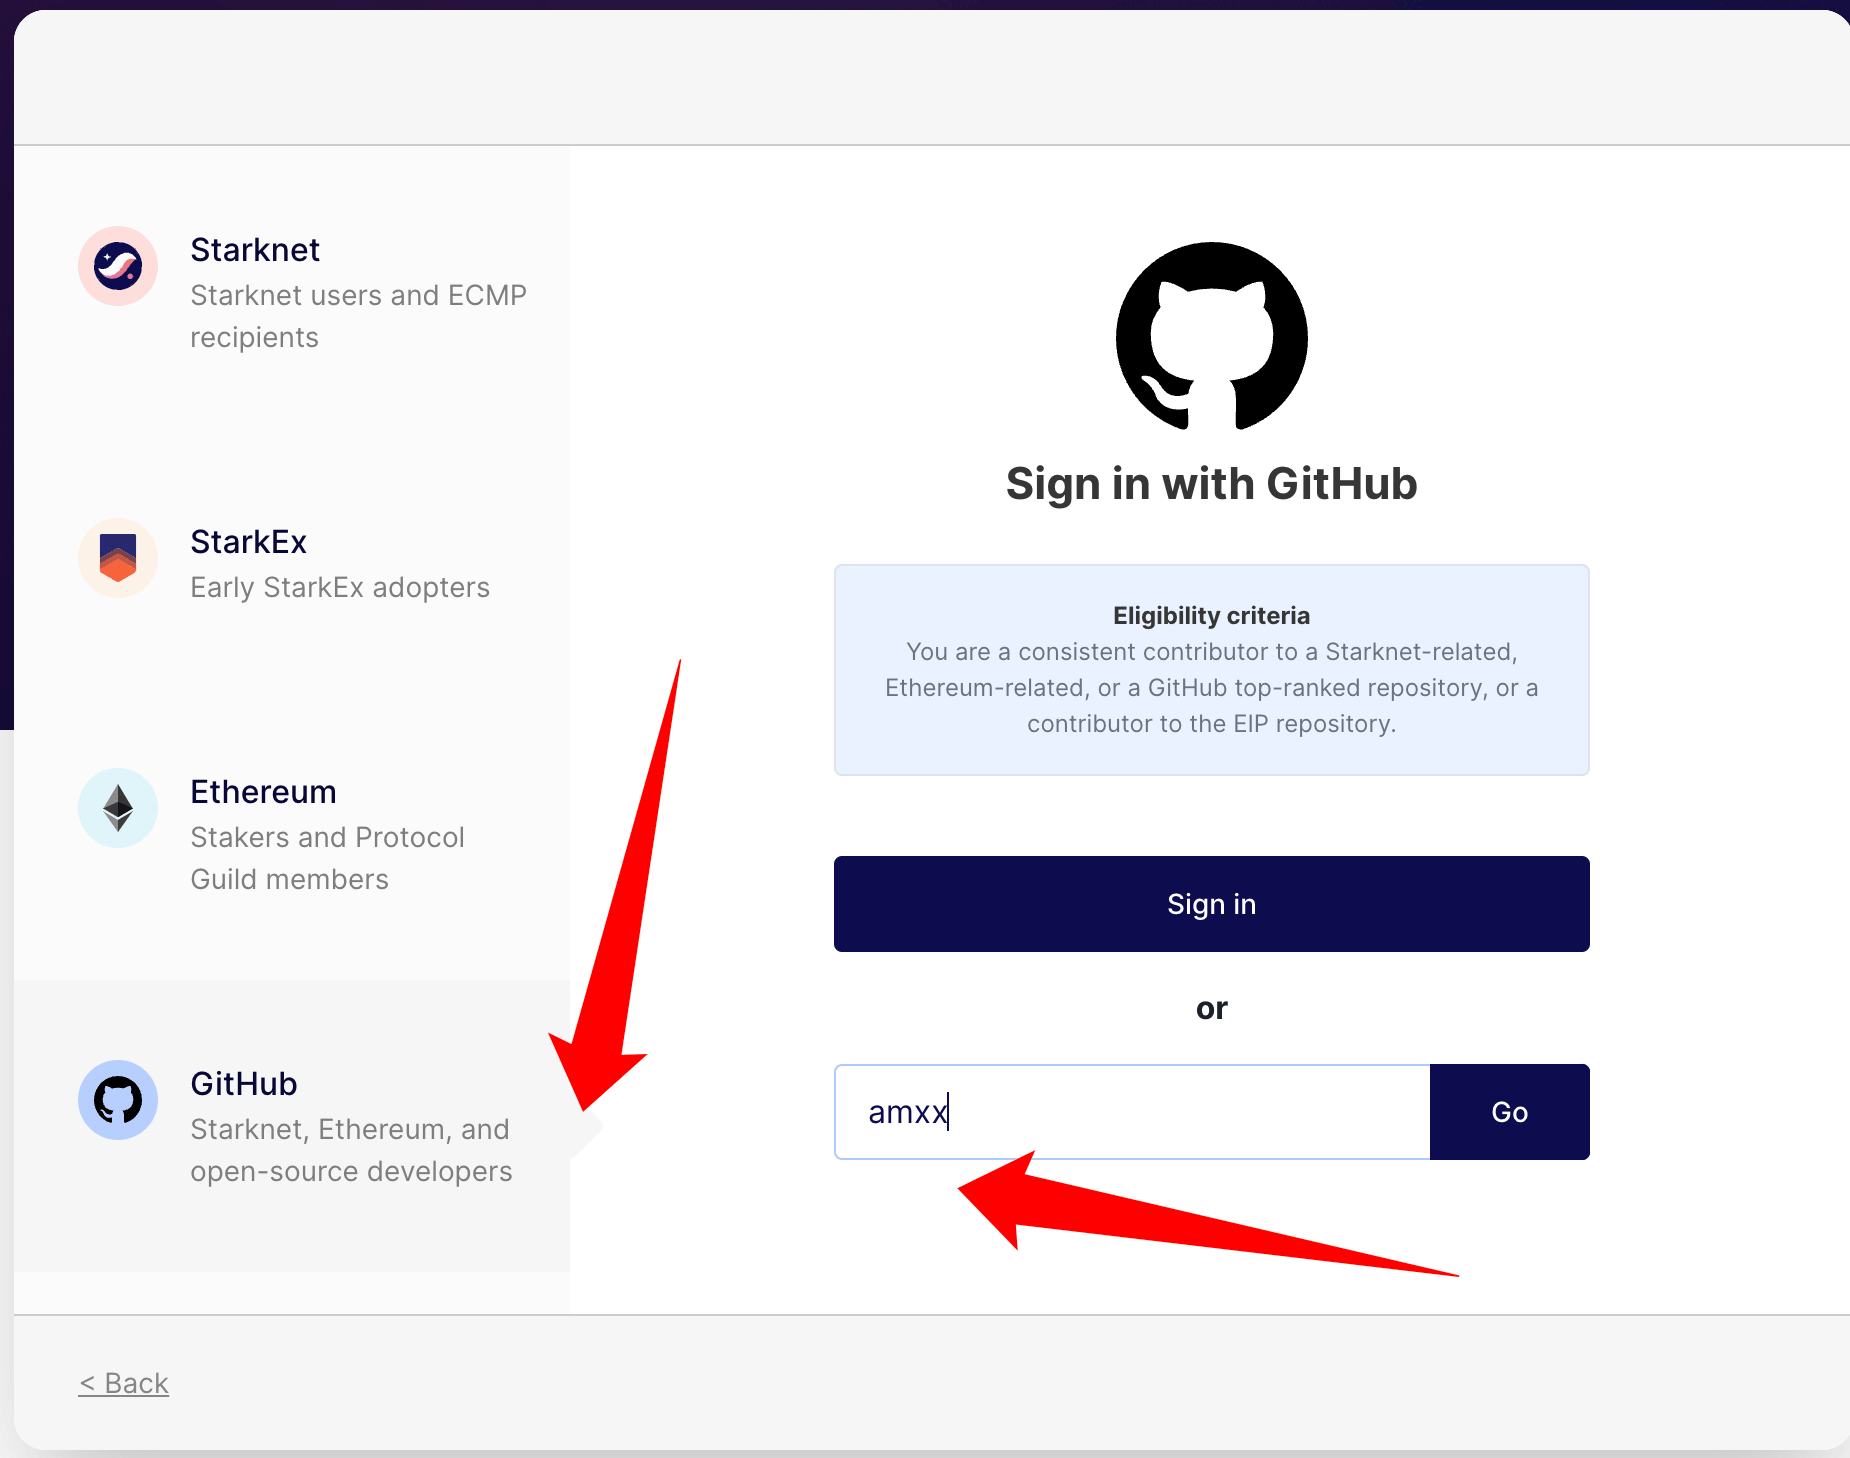 Starknet
Starknet users and ECMP
recipients
StarkEx
Early StarkEx adopters
Ethereum
Stakers and Protocol
Guild members
GitHub
Starknet, Ethereum, and
open-source developers
Sign in with GitHub
Eligibility criteria
You are a consistent contributor to a Starknet-related,
Ethereum-related, or a GitHub top-ranked repository, or a
contributor to the EIP repository.
Sign in
or
amxx
Go
< Back